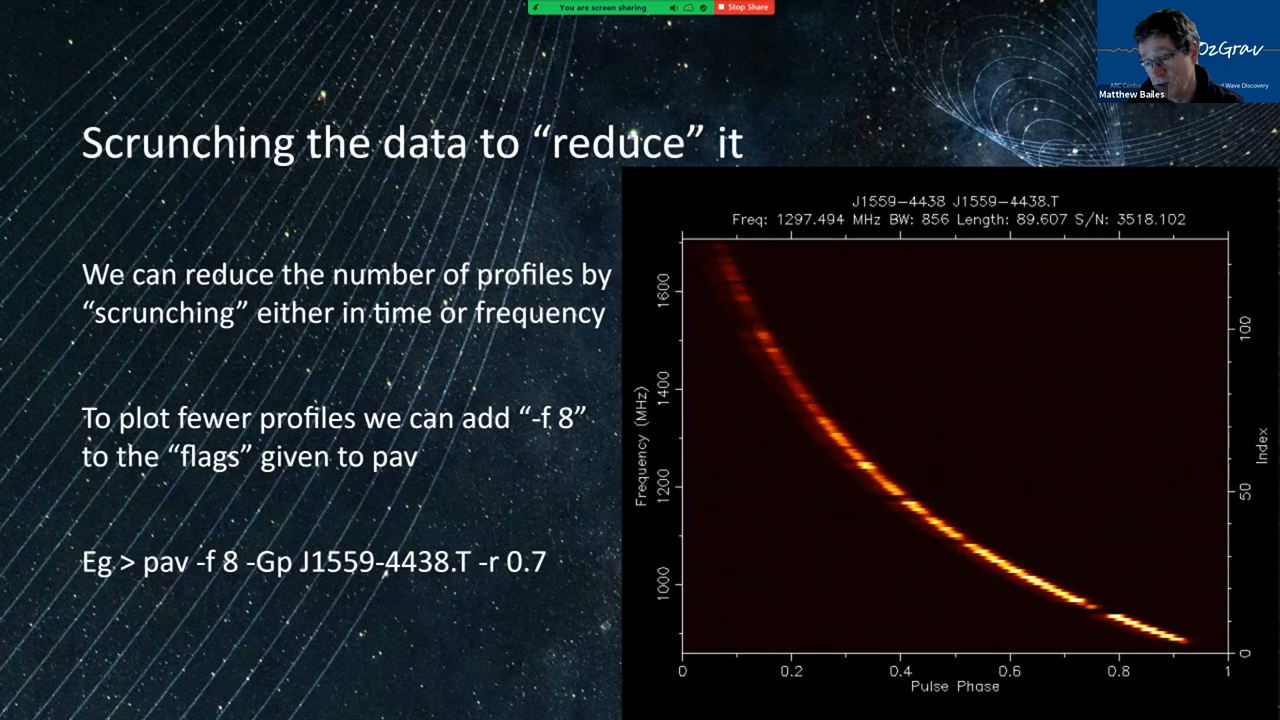 You are screen sharing
Stop Share
OzGrav
ARC Cent
l Wave Discovery
Matthew Bailes
Scrunching the data to “reduce” it
We can reduce the number of profiles by
“scrunching” either in time or frequency
To plot fewer profiles we can add “-f 8”
to the “flags” given to pav
Eg > pav -f 8 -Gp J1559-4438.T -r 0.7
J1559-4438 J1559-4438.T
Freq: 1297.494 MHz BW: 856 Length: 89.607 S/N: 3518.102
Frequency (MHz)
1600
1400
1200
1000
100
50
0
Index
0 0.2 0.4 0.6 0.8 1
Pulse Phase